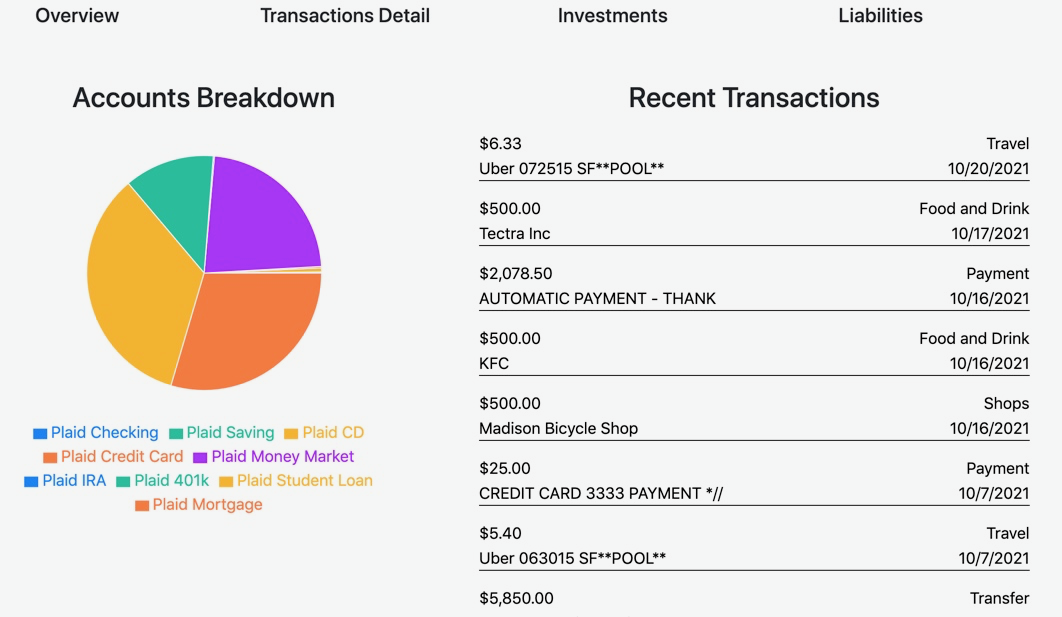 Overview Transactions Detail Investments Liabilities
Accounts Breakdown
Plaid Checking Plaid Saving Plaid CD
Plaid Credit Card Plaid Money Market
Plaid IRA Plaid 401k Plaid Student Loan
Plaid Mortgage
Recent Transactions
$6.33 Travel
Uber 072515 SF**POOL** 10/20/2021
$500.00 Food and Drink
Tectra Inc 10/17/2021
$2,078.50 Payment
AUTOMATIC PAYMENT - THANK 10/16/2021
$500.00 Food and Drink
KFC 10/16/2021
$500.00 Shops
Madison Bicycle Shop 10/16/2021
$25.00 Payment
CREDIT CARD 3333 PAYMENT *// 10/7/2021
$5.40 Travel
Uber 063015 SF**POOL** 10/7/2021
$5,850.00 Transfer